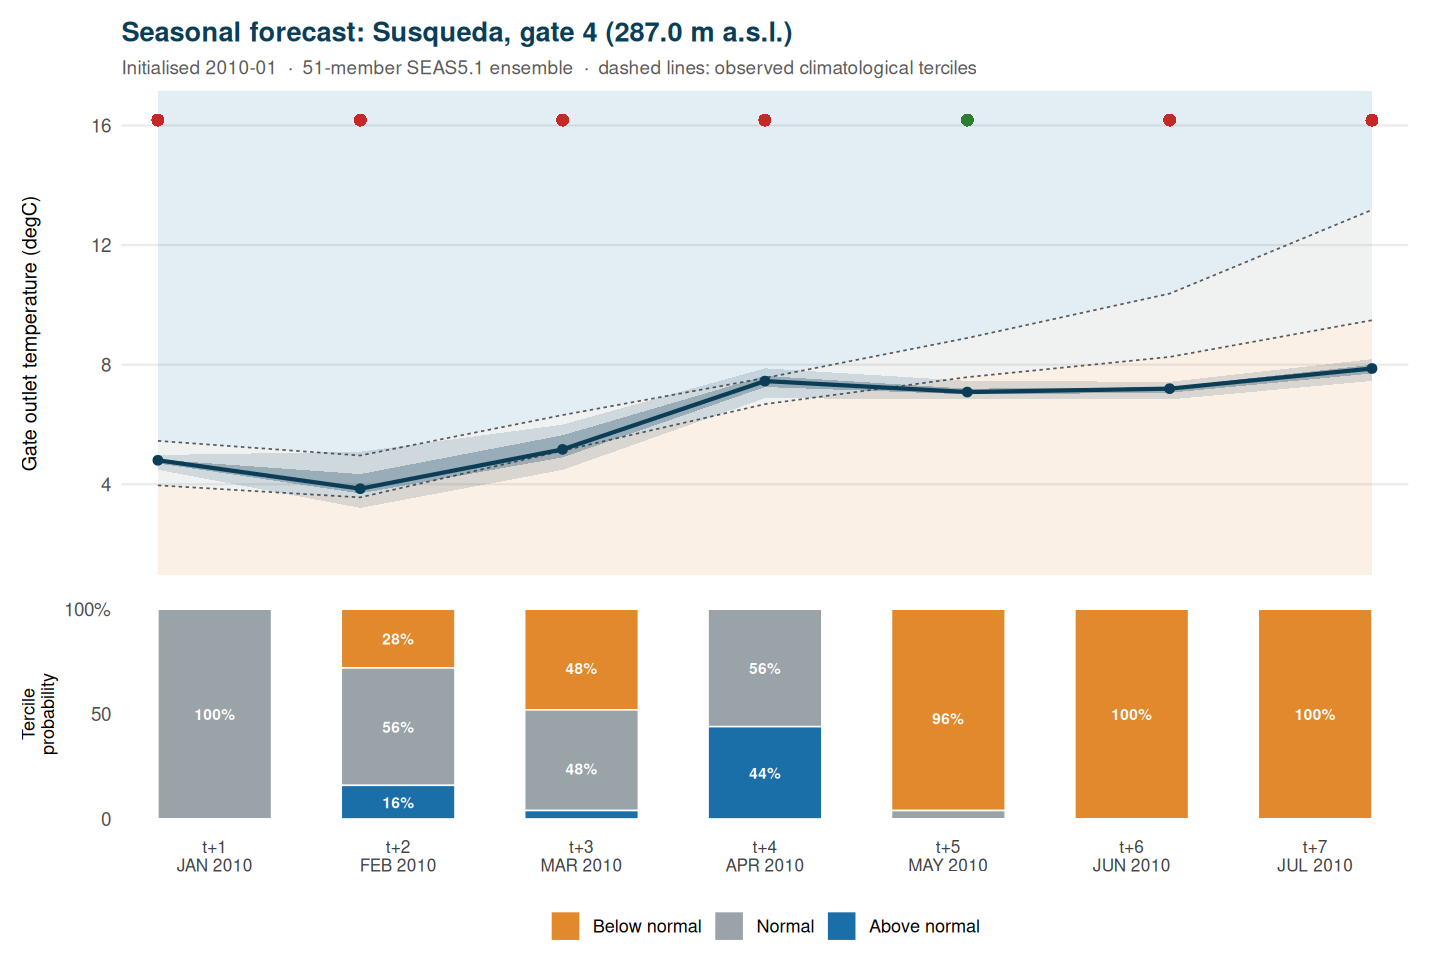 Seasonal forecast: Susqueda, gate 4 (287.0 m a.s.l.)
Initialised 2010-01 · 51-member SEAS5.1 ensemble · dashed lines: observed climatological terciles
Gate outlet temperature (degC)
16
12
8
4
Tercile
probability
100%
50
0
100%
28%
56%
16%
48%
48%
56%
44%
96%
100%
100%
t+1
JAN 2010
t+2
FEB 2010
t+3
MAR 2010
t+4
APR 2010
t+5
MAY 2010
t+6
JUN 2010
t+7
JUL 2010
Below normal
Normal
Above normal